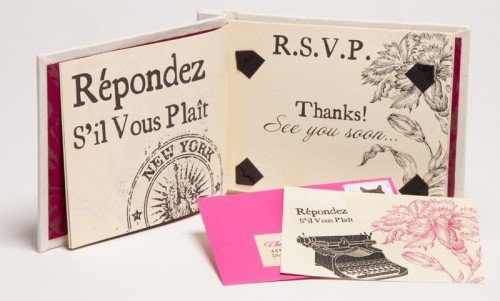 Répondez
S'il Vous Plaît
NEW YORK
R.S.V.P.
Thanks!
See you soon...
Répondez
S'il Vous Plaît